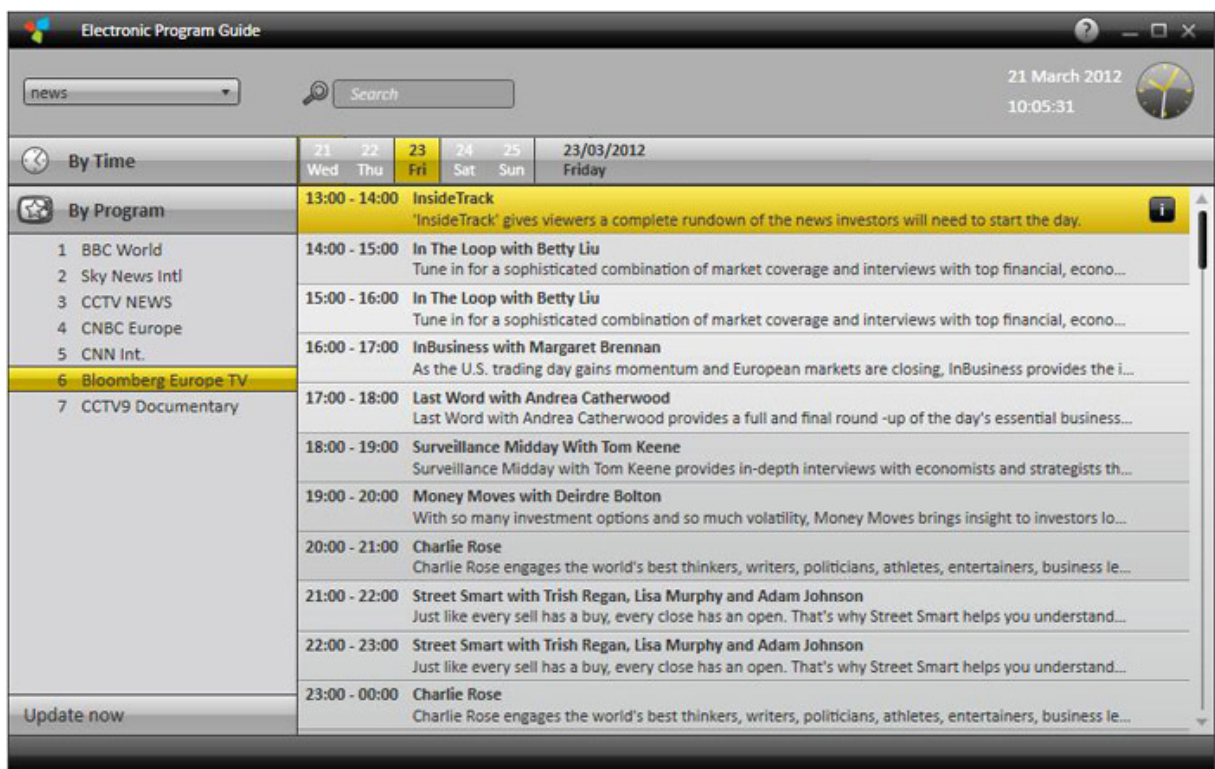 Electronic Program Guide
?
news
Search
21 March 2012
10:05:31
By Time
21 22 23 24 25
Wed Thu Fri Sat Sun
23/03/2012
Friday
By Program
1 BBC World
2 Sky News Intl
3 CCTV NEWS
4 CNBC Europe
5 CNN Int.
6 Bloomberg Europe TV
7 CCTV9 Documentary
Update now
13:00 - 14:00 InsideTrack
'InsideTrack' gives viewers a complete rundown of the news investors will need to start the day.
i
14:00 - 15:00 In The Loop with Betty Liu
Tune in for a sophisticated combination of market coverage and interviews with top financial, econo...
15:00 - 16:00 In The Loop with Betty Liu
Tune in for a sophisticated combination of market coverage and interviews with top financial, econo...
16:00 - 17:00 InBusiness with Margaret Brennan
As the U.S. trading day gains momentum and European markets are closing, InBusiness provides the i...
17:00 - 18:00 Last Word with Andrea Catherwood
Last Word with Andrea Catherwood provides a full and final round -up of the day's essential business...
18:00 - 19:00 Surveillance Midday With Tom Keene
Surveillance Midday with Tom Keene provides in-depth interviews with economists and strategists th...
19:00 - 20:00 Money Moves with Deirdre Bolton
With so many investment options and so much volatility, Money Moves brings insight to investors lo...
20:00 - 21:00 Charlie Rose
Charlie Rose engages the world's best thinkers, writers, politicians, athletes, entertainers, business le...
21:00 - 22:00 Street Smart with Trish Regan, Lisa Murphy and Adam Johnson
Just like every sell has a buy, every close has an open. That's why Street Smart helps you understand...
22:00 - 23:00 Street Smart with Trish Regan, Lisa Murphy and Adam Johnson
Just like every sell has a buy, every close has an open. That's why Street Smart helps you understand...
23:00 - 00:00 Charlie Rose
Charlie Rose engages the world's best thinkers, writers, politicians, athletes, entertainers, business le...